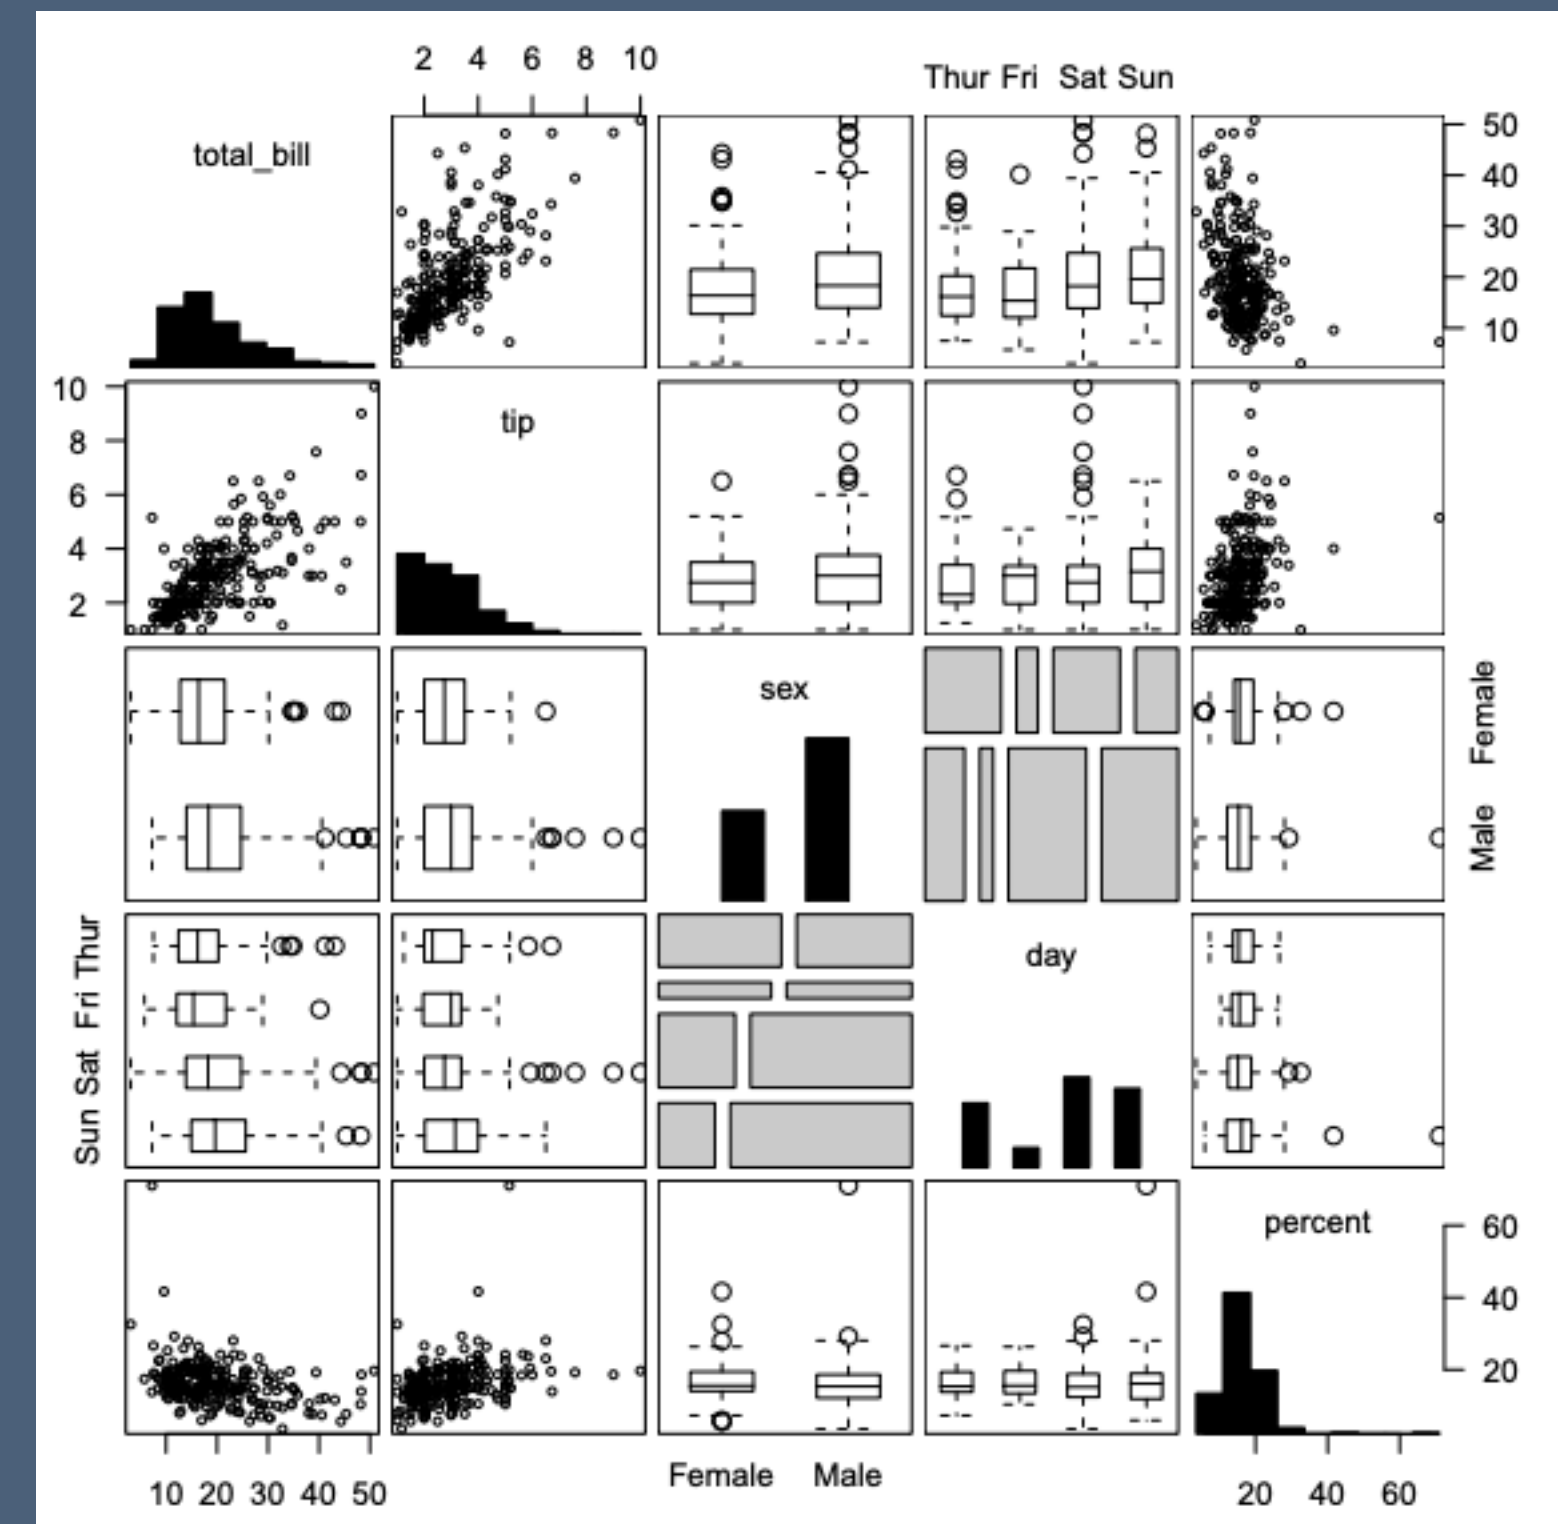 2 4 6 8 10
Thur Fri Sat Sun
total_bill
50
40
30
20
10
10
8
6
4
2
tip
sex
Female
Male
Thur
Fri
Sat
Sun
day
percent
60
40
20
10 20 30 40 50
Female Male
20 40 60